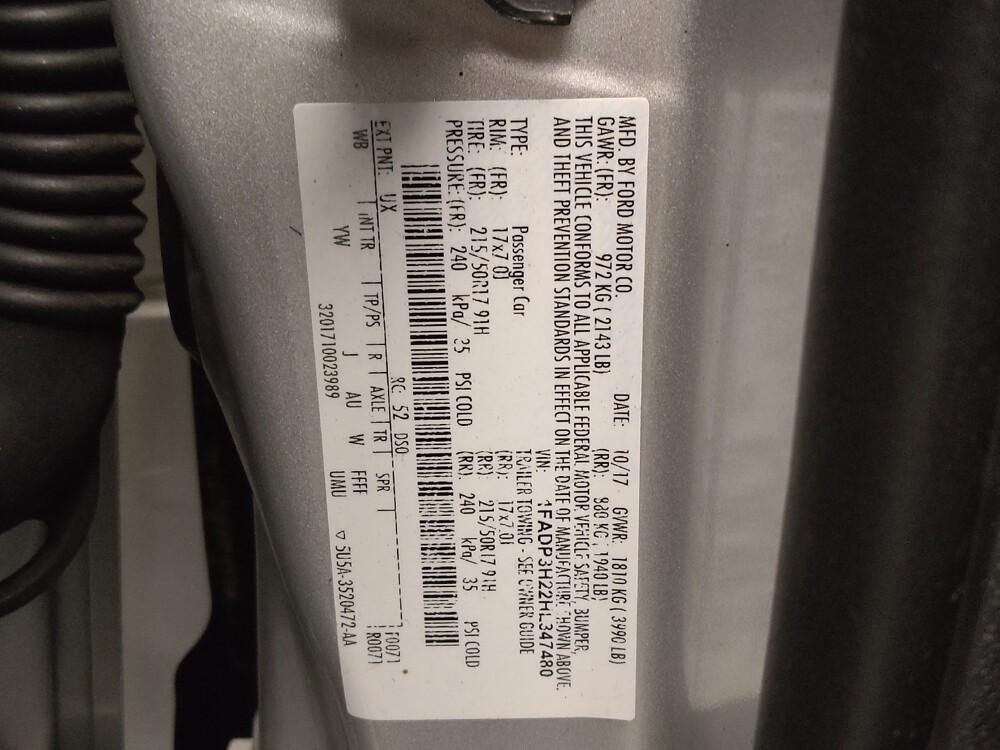 MFD. BY FORD MOTOR CO. DATE: 10/17 GVWR: 1810 KG ( 3990 LB)
GAWR: (FR): 972 KG ( 2143 LB) (RR): 880 KG ( 1940 LB)
THIS VEHICLE CONFORMS TO ALL APPLICABLE FEDERAL MOTOR VEHICLE SAFETY, BUMPER,
AND THEFT PREVENTION STANDARDS IN EFFECT ON THE DATE OF MANUFACTURE SHOWN ABOVE.
VIN: 1FADP3H22HL347480
TYPE: Passenger Car TRAILER TOWING - SEE OWNER GUIDE
RIM: (FR): 17x7.0J (RR): 17x7.0J
TIRE: (FR): 215/50R17 91H (RR): 215/50R17 91H
PRESSURE: (FR): 240 kPa/ 35 PSI COLD (RR): 240 kPa/ 35 PSI COLD
RC: 52 DSO:
EXT PNT: UX F0071
WB INT TR TP/PS R AXLE TR SPR R0071
YW J AU W FFFF
3201710023989 UMU ▽ 5U5A-3520472-AA